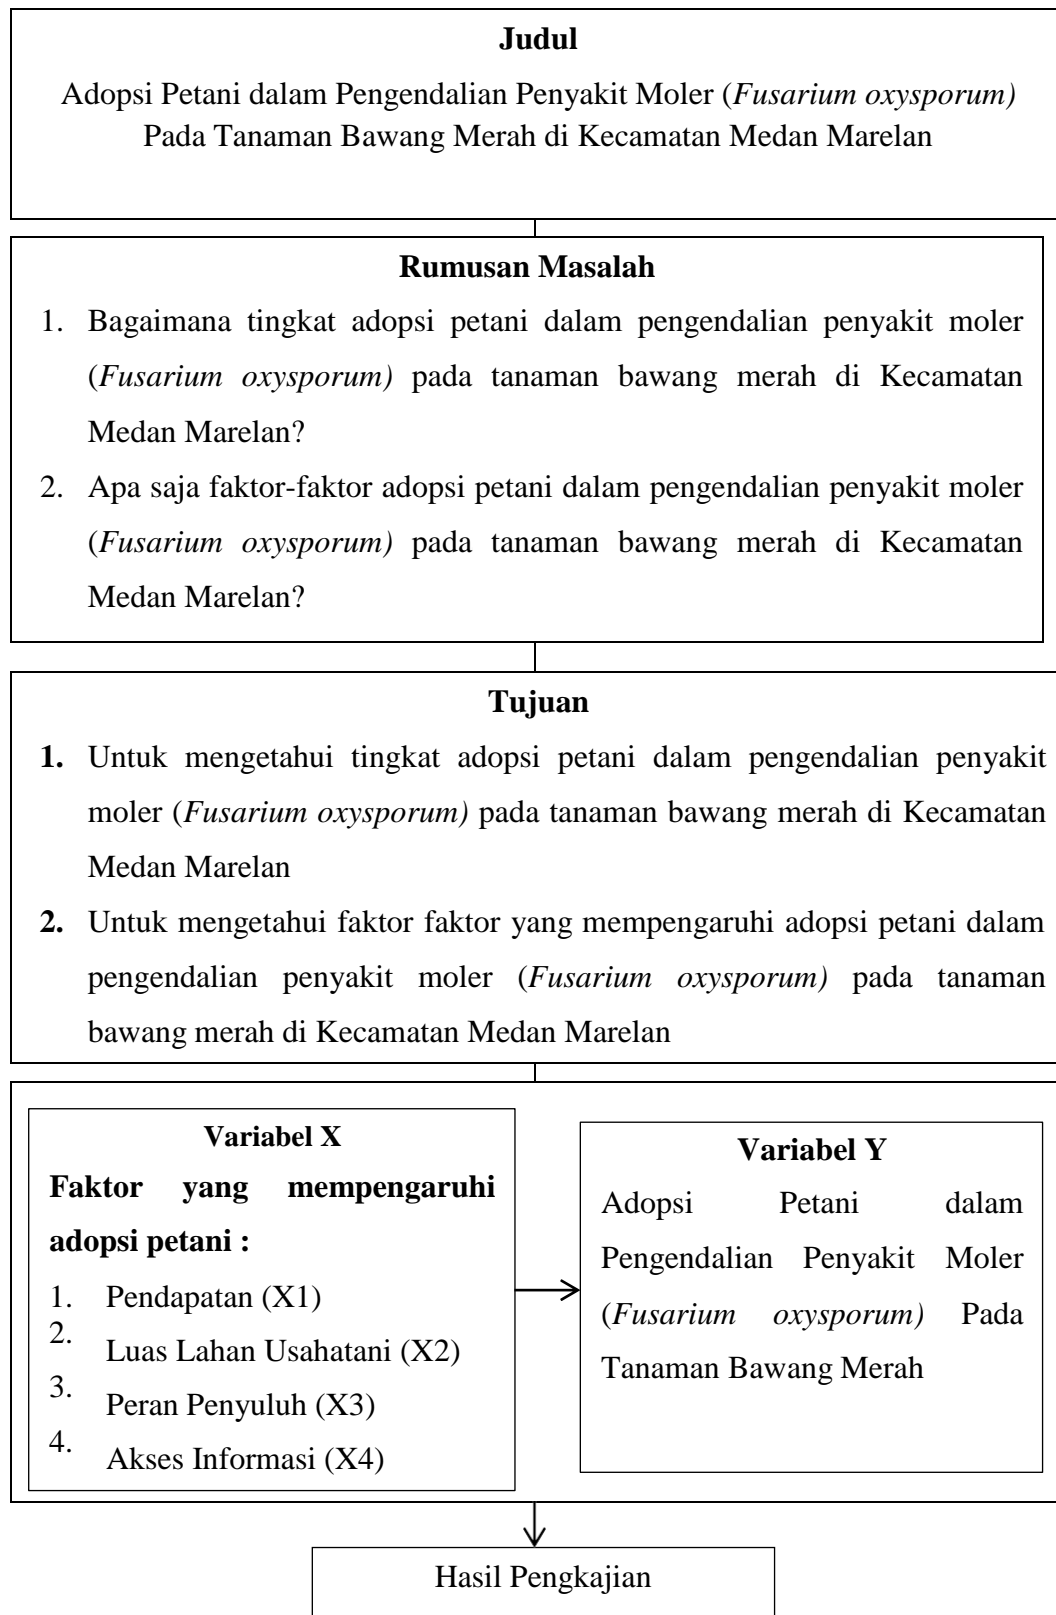 Judul
Adopsi Petani dalam Pengendalian Penyakit Moler (Fusarium oxysporum)
Pada Tanaman Bawang Merah di Kecamatan Medan Marelan
Rumusan Masalah
1. Bagaimana tingkat adopsi petani dalam pengendalian penyakit moler
(Fusarium oxysporum) pada tanaman bawang merah di Kecamatan
Medan Marelan?
2. Apa saja faktor-faktor adopsi petani dalam pengendalian penyakit moler
(Fusarium oxysporum) pada tanaman bawang merah di Kecamatan
Medan Marelan?
Tujuan
1. Untuk mengetahui tingkat adopsi petani dalam pengendalian penyakit
moler (Fusarium oxysporum) pada tanaman bawang merah di Kecamatan
Medan Marelan
2. Untuk mengetahui faktor faktor yang mempengaruhi adopsi petani dalam
pengendalian penyakit moler (Fusarium oxysporum) pada tanaman
bawang merah di Kecamatan Medan Marelan
Variabel X
Faktor yang mempengaruhi
adopsi petani :
1. Pendapatan (X1)
2. Luas Lahan Usahatani (X2)
3. Peran Penyuluh (X3)
4. Akses Informasi (X4)
Variabel Y
Adopsi Petani dalam
Pengendalian Penyakit Moler
(Fusarium oxysporum) Pada
Tanaman Bawang Merah
Hasil Pengkajian